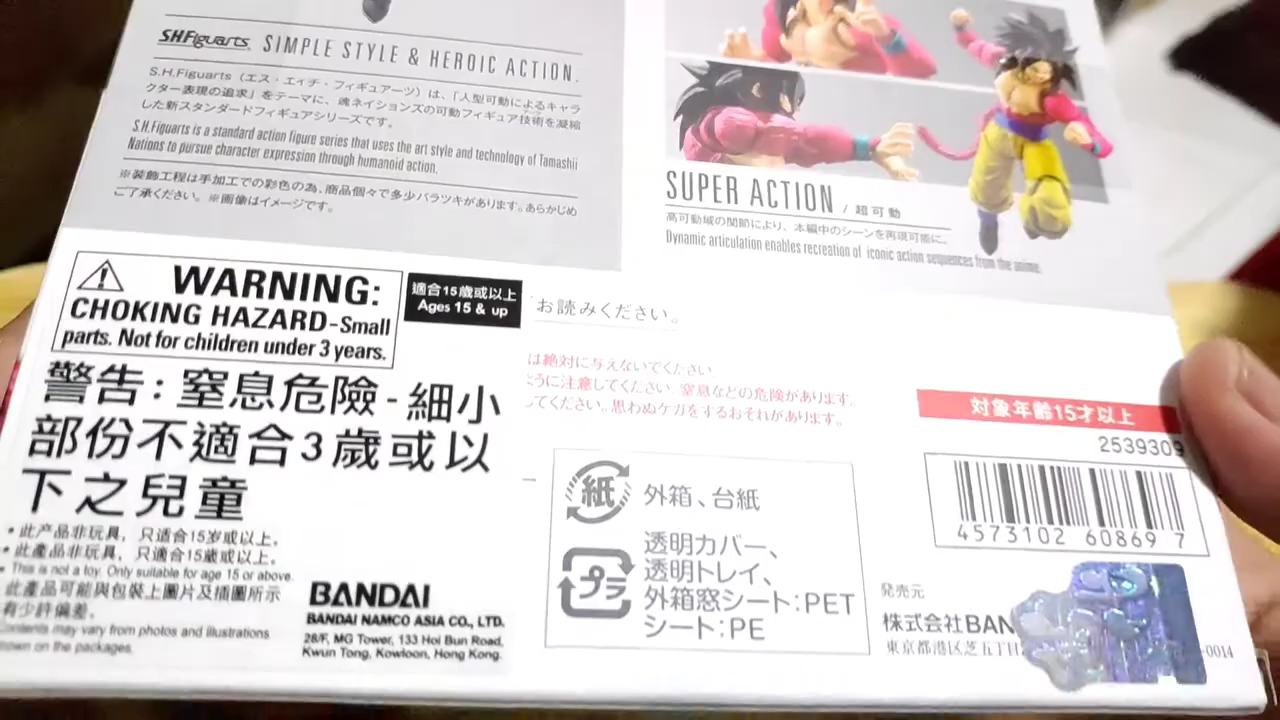 S.H.Figuarts SIMPLE STYLE & HEROIC ACTION.
S.H.Figuarts（エス・エイチ・フィギュアーツ）は、「人型可動によるキャラ
クター表現の追求」をテーマに、魂ネイションズの可動フィギュア技術を凝縮
した新スタンダードフィギュアシリーズです。
S.H.Figuarts is a standard action figure series that uses the art style and technology of Tamashii
Nations to pursue character expression through humanoid action.
※装飾工程は手加工での彩色の為、商品個々で多少バラツキがあります。あらかじめ
ご了承ください。※画像はイメージです。
SUPER ACTION / 超可動
高可動域の関節により、本編中のシーンを再現可能に。
Dynamic articulation enables recreation of iconic action sequences from the anime.
WARNING:
CHOKING HAZARD-Small
parts. Not for children under 3 years.
適合15歲或以上
Ages 15 & up
お読みください。
は絶対に与えないでください
ように注意してください。窒息などの危険があります。
してください。思わぬケガをするおそれがあります。
警告：窒息危險 - 細小
部份不適合3歲或以
下之兒童
• 此产品非玩具，只适合15岁或以上。
• 此產品非玩具，只適合15歲或以上。
• This is not a toy. Only suitable for age 15 or above.
此產品可能與包裝上圖片及插圖所示
有少許偏差。
Contents may vary from photos and illustrations
shown on the packages.
BANDAI
BANDAI NAMCO ASIA CO., LTD.
28/F, MG Tower, 133 Hoi Bun Road,
Kwun Tong, Kowloon, Hong Kong.
紙 外箱、台紙
プラ 透明カバー、
透明トレイ、
外箱窓シート：PET
シート：PE
対象年齢15才以上
2539309
4573102 60869 7
発売元
株式会社BAN
東京都港区芝五丁目 -0014